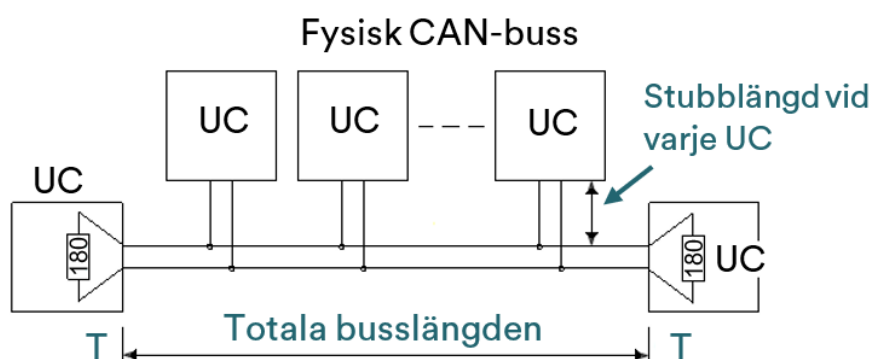 Fysisk CAN-buss
UC
UC
UC
Stubblängd vid
varje UC
UC
180
180
UC
T
Totala busslängden
T